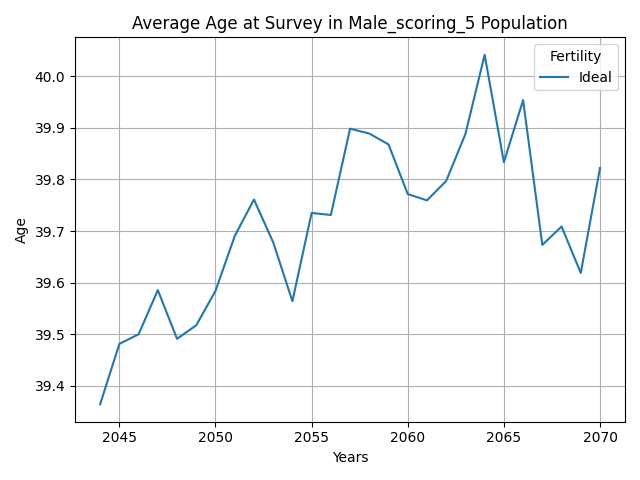 Average Age at Survey in Male_scoring_5 Population
Fertility
Ideal
40.0
39.9
39.8
39.7
39.6
39.5
39.4
Age
2045 2050 2055 2060 2065 2070
Years